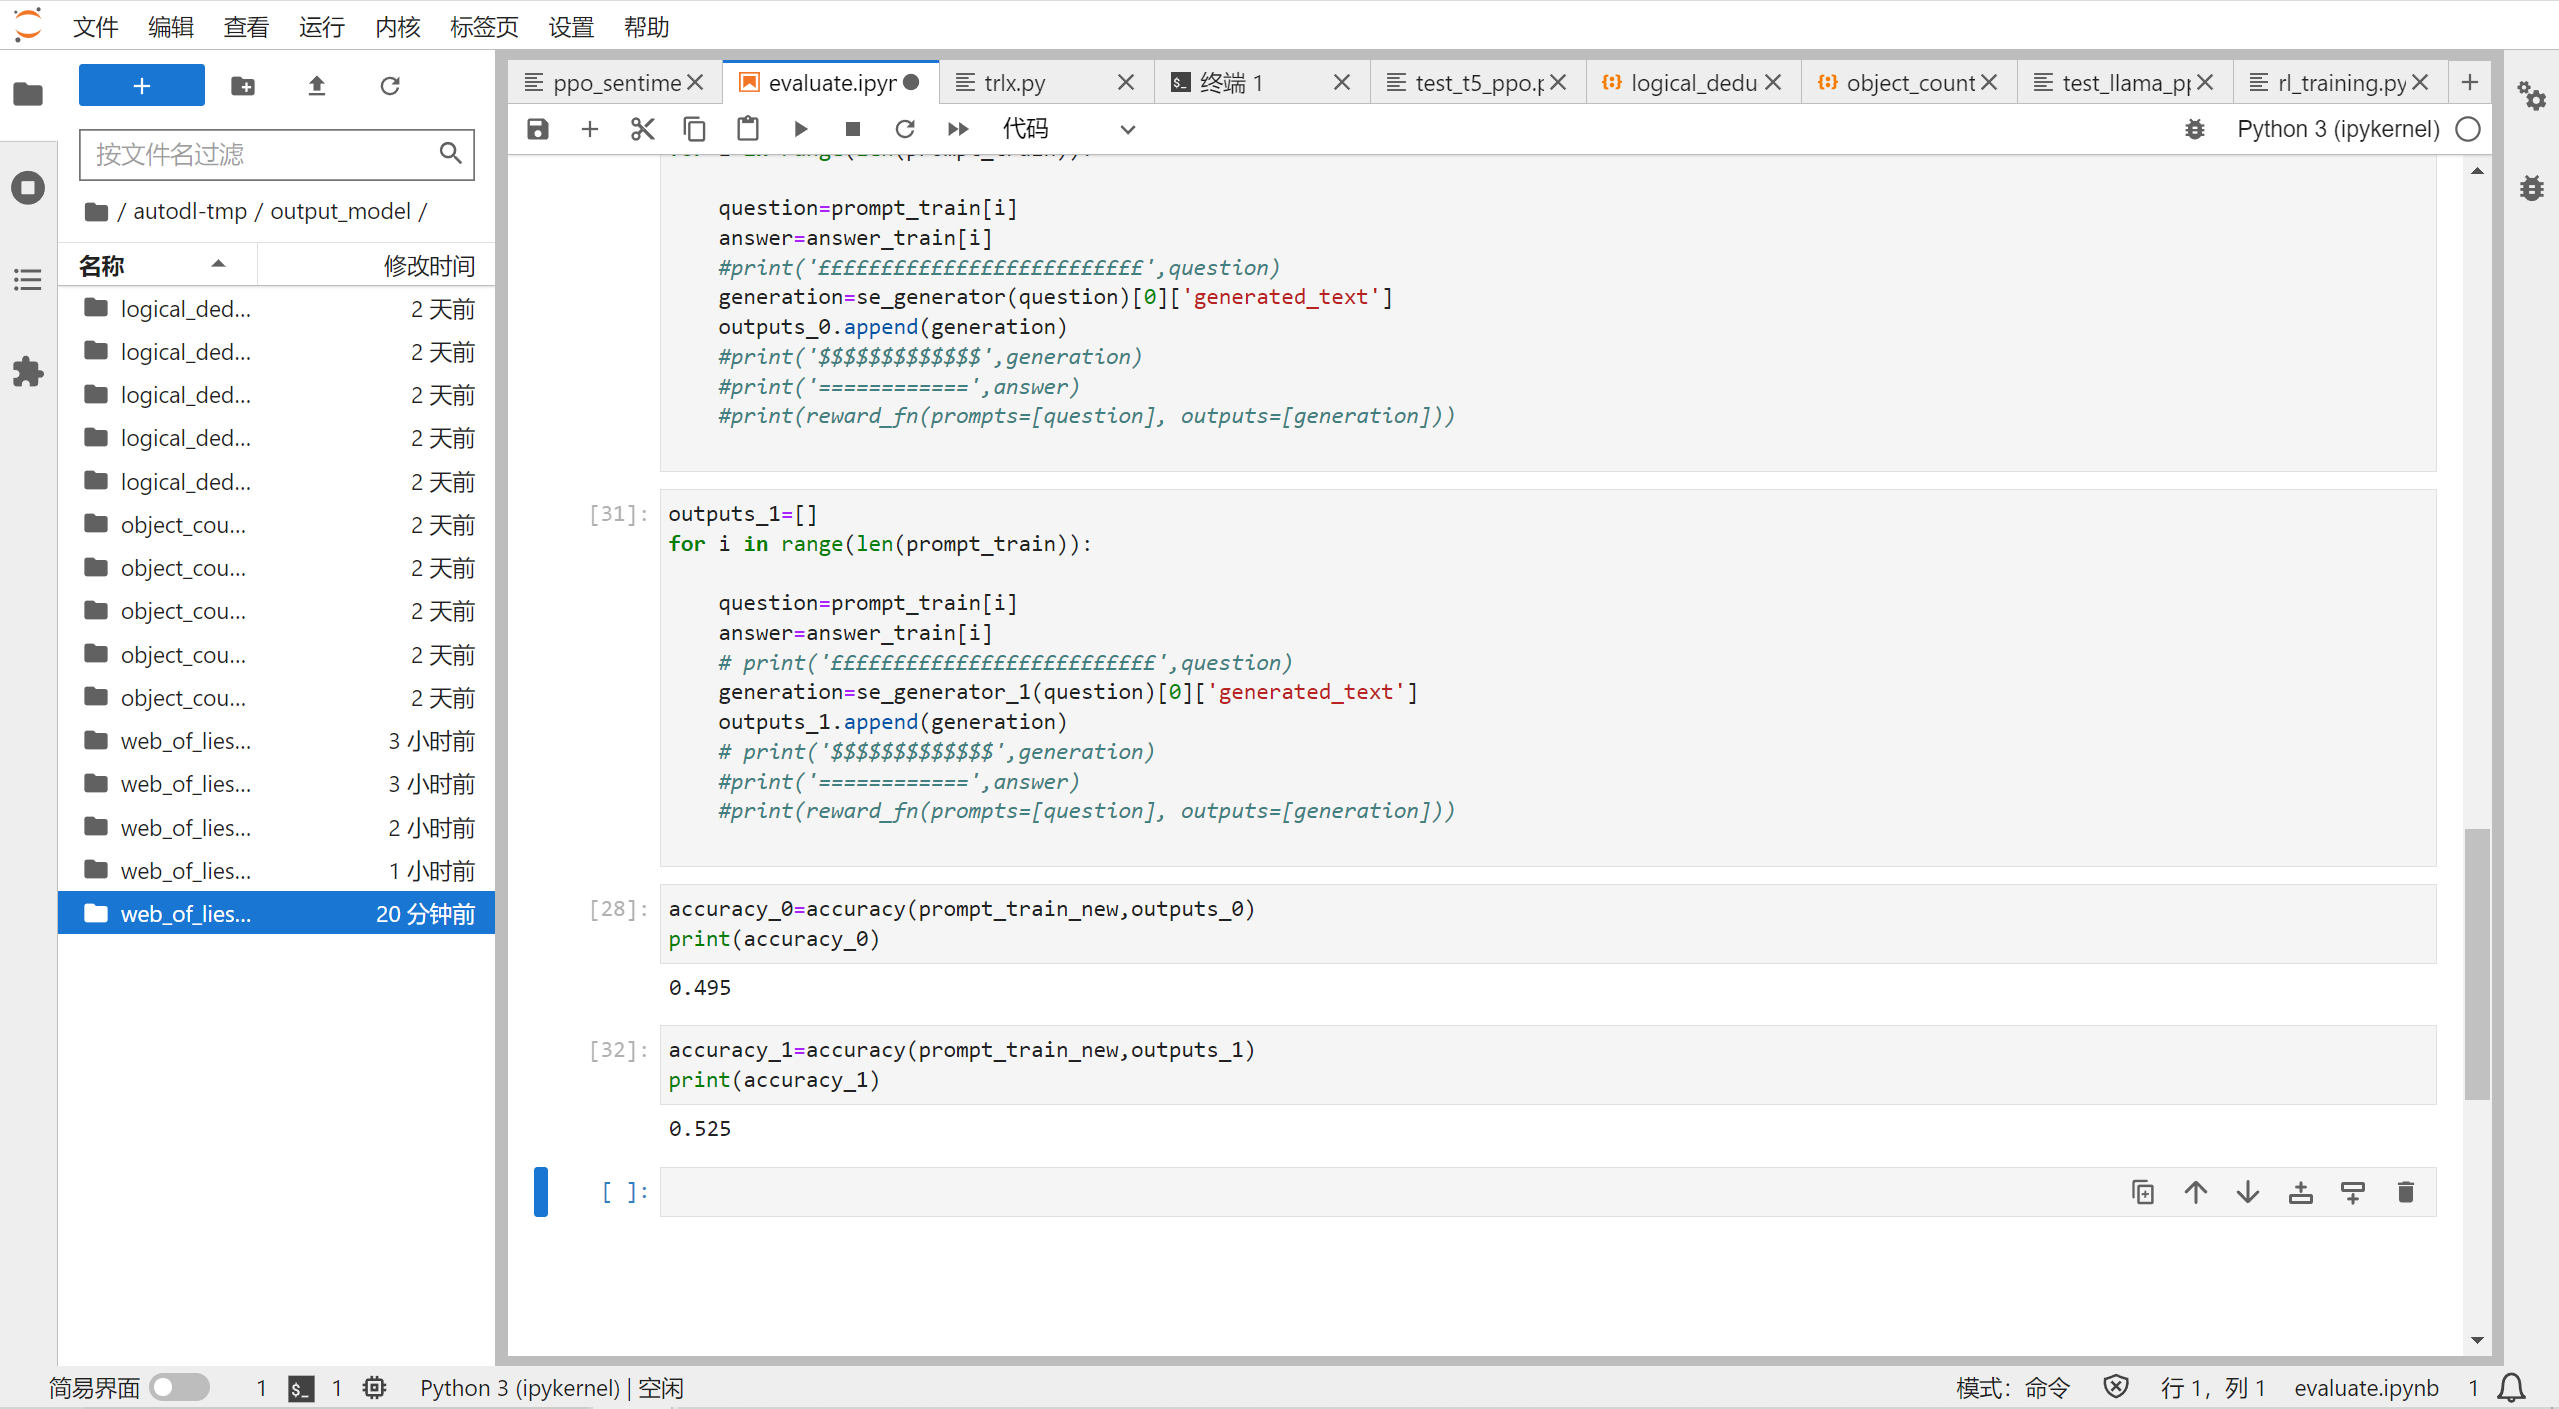 文件 编辑 查看 运行 内核 标签页 设置 帮助
按文件名过滤
/ autodl-tmp / output_model /
名称 修改时间
logical_ded... 2 天前
logical_ded... 2 天前
logical_ded... 2 天前
logical_ded... 2 天前
logical_ded... 2 天前
object_cou... 2 天前
object_cou... 2 天前
object_cou... 2 天前
object_cou... 2 天前
object_cou... 2 天前
web_of_lies... 3 小时前
web_of_lies... 3 小时前
web_of_lies... 2 小时前
web_of_lies... 1 小时前
web_of_lies... 20 分钟前
ppo_sentime evaluate.ipyn trlx.py 终端 1 test_t5_ppo.p logical_dedu object_count test_llama_pp rl_training.py
代码 Python 3 (ipykernel)
question=prompt_train[i]
answer=answer_train[i]
#print('££££££££££££££££££££££££££',question)
generation=se_generator(question)[0]['generated_text']
outputs_0.append(generation)
#print('$$$$$$$$$$$$$',generation)
#print('============',answer)
#print(reward_fn(prompts=[question], outputs=[generation]))
[31]: outputs_1=[]
for i in range(len(prompt_train)):
question=prompt_train[i]
answer=answer_train[i]
# print('££££££££££££££££££££££££££',question)
generation=se_generator_1(question)[0]['generated_text']
outputs_1.append(generation)
# print('$$$$$$$$$$$$$',generation)
#print('============',answer)
#print(reward_fn(prompts=[question], outputs=[generation]))
[28]: accuracy_0=accuracy(prompt_train_new,outputs_0)
print(accuracy_0)
0.495
[32]: accuracy_1=accuracy(prompt_train_new,outputs_1)
print(accuracy_1)
0.525
[ ]:
简易界面 1 $_ 1 Python 3 (ipykernel) | 空闲 模式：命令 行 1，列 1 evaluate.ipynb 1